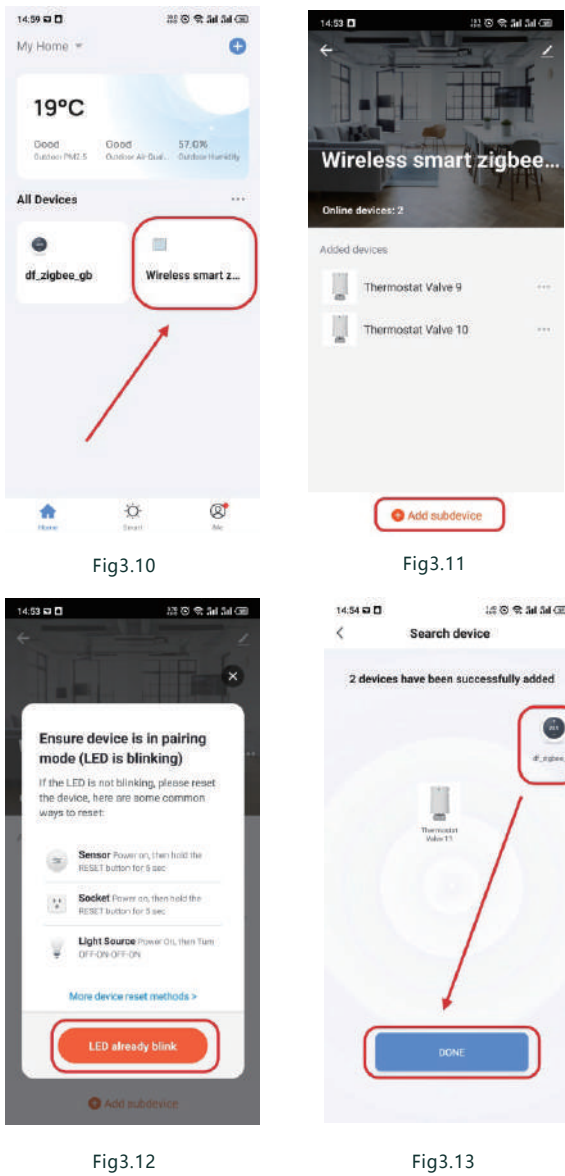 14:59
My Home
19°C
Good Good 57.0%
Outdoor PM2.5 Outdoor Air Qual... Outdoor Humidity
All Devices
df_zigbee_gb Wireless smart z...
Home Smart Me
Fig3.10
14:53
Wireless smart zigbee...
Online devices: 2
Added devices
Thermostat Valve 9
Thermostat Valve 10
Add subdevice
Fig3.11
14:53
Ensure device is in pairing
mode (LED is blinking)
If the LED is not blinking, please reset
the device, here are some common
ways to reset:
Sensor Power on, then hold the
RESET button for 5 sec
Socket Power on, then hold the
RESET button for 5 sec
Light Source Power On, then Turn
OFF-ON-OFF-ON
More device reset methods >
LED already blink
Add subdevice
Fig3.12
14:54
Search device
2 devices have been successfully added
Thermostat
Valve 11
DONE
Fig3.13